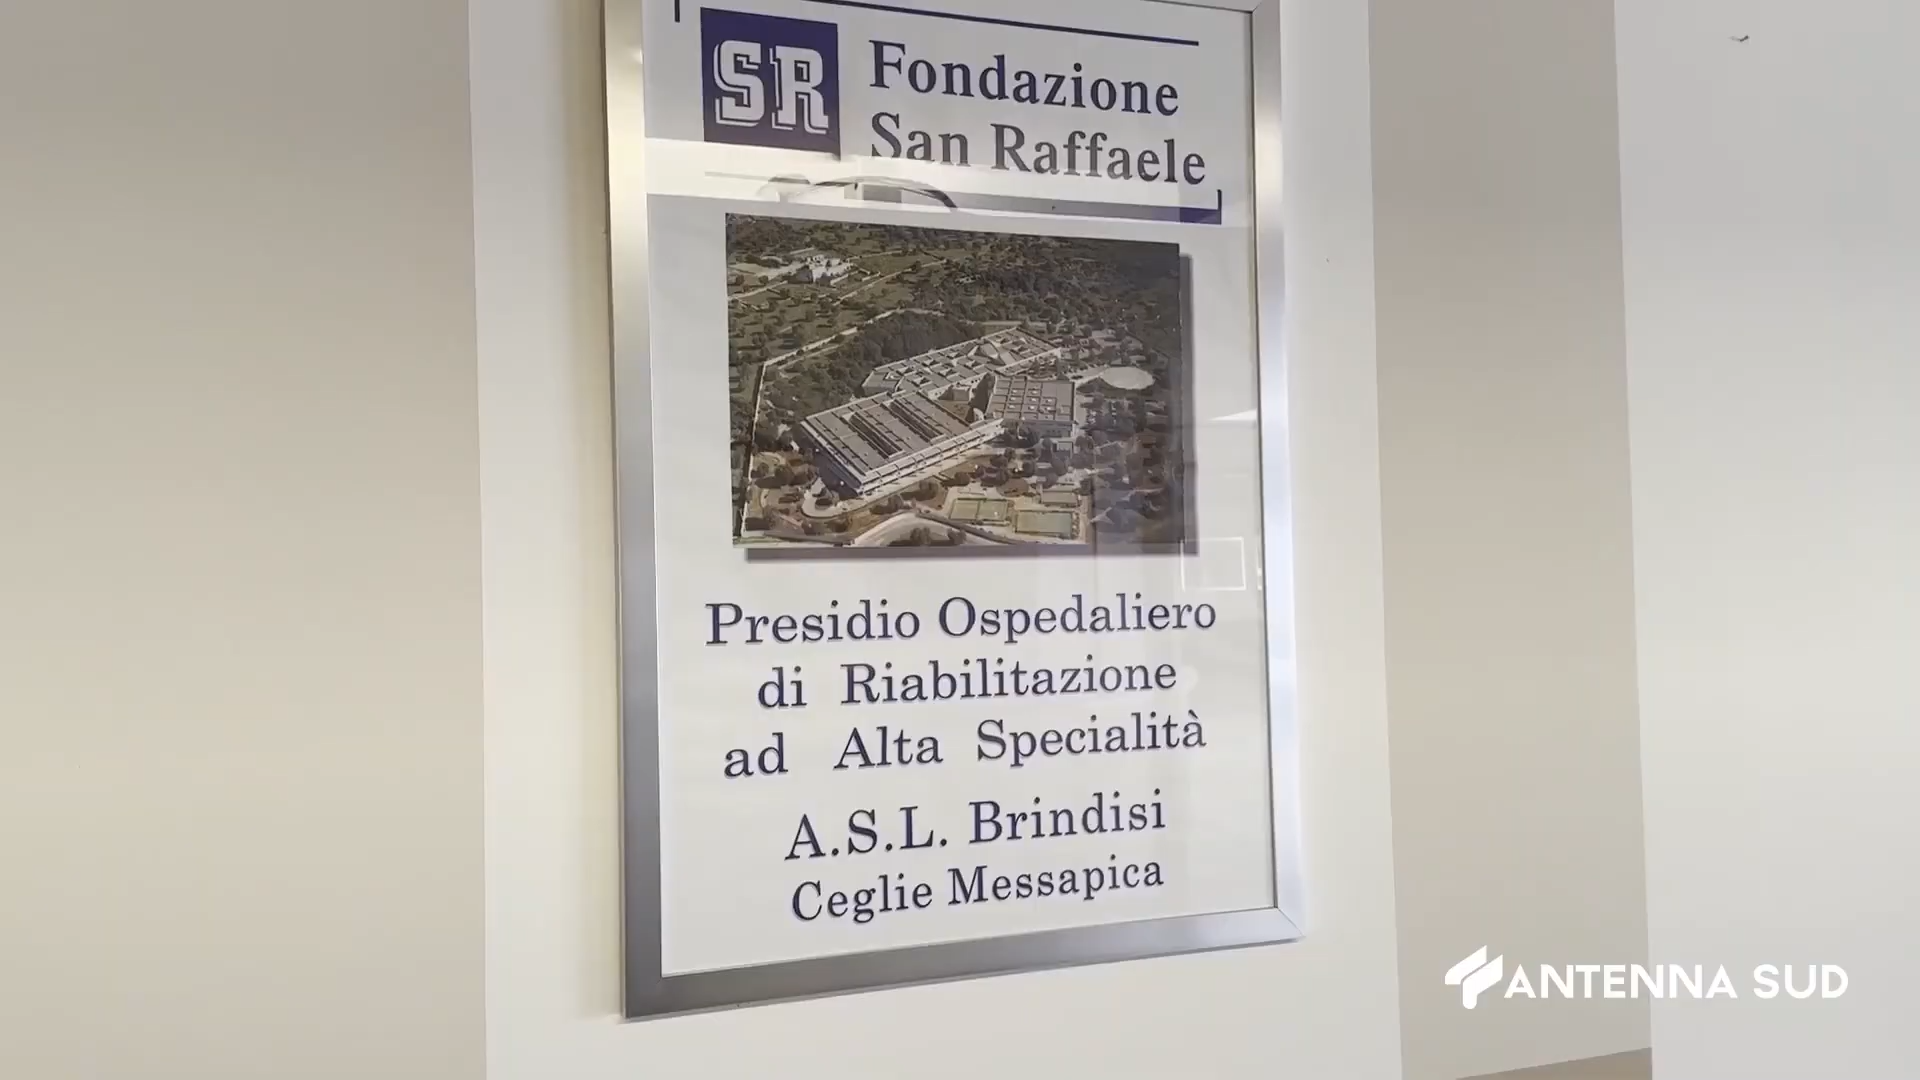 SR
Fondazione
San Raffaele
Presidio Ospedaliero
di Riabilitazione
ad Alta Specialità
A.S.L. Brindisi
Ceglie Messapica
ANTENNA SUD